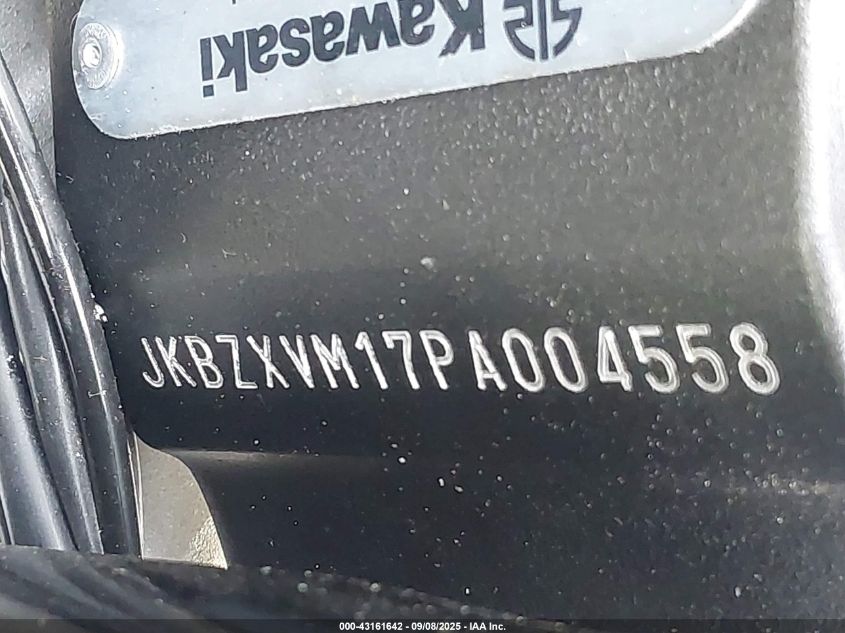 Kawasaki
JKBZXVM17PA004558
000-43161642 - 09/08/2025 - IAA Inc.